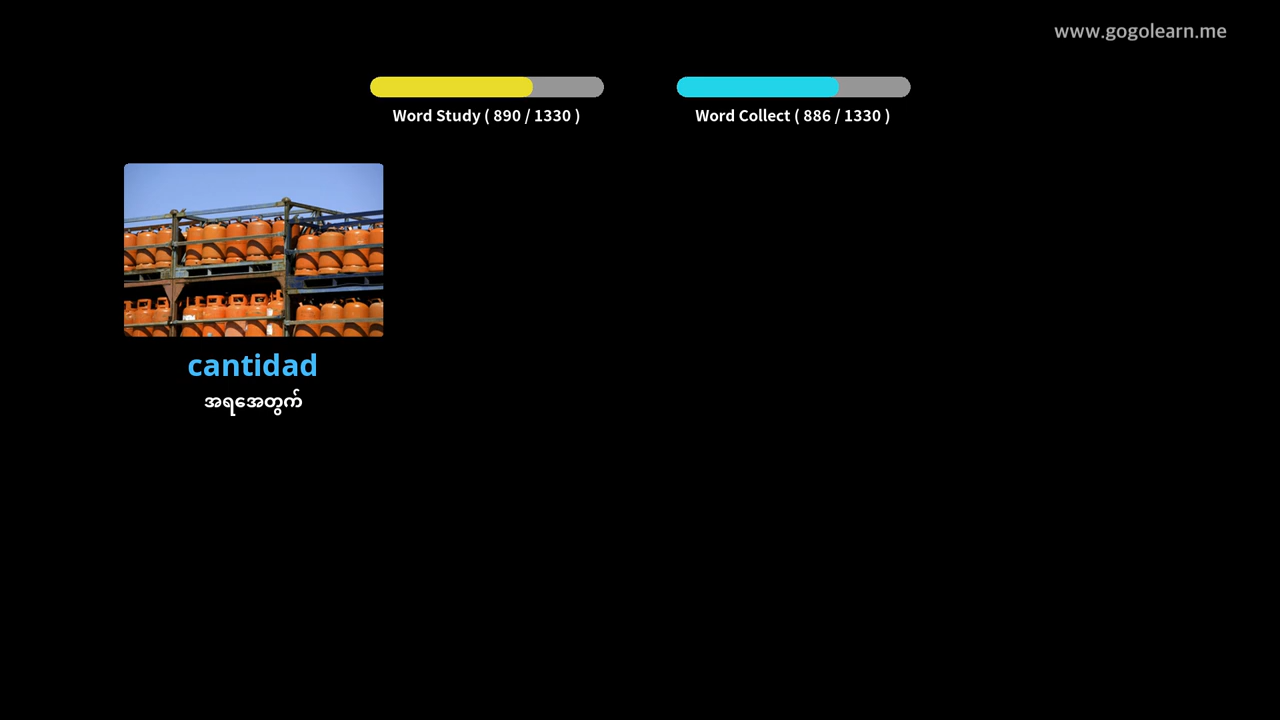 www.gogolearn.me
Word Study ( 890 / 1330 )
Word Collect ( 886 / 1330 )
cantidad
အရအေတွက်